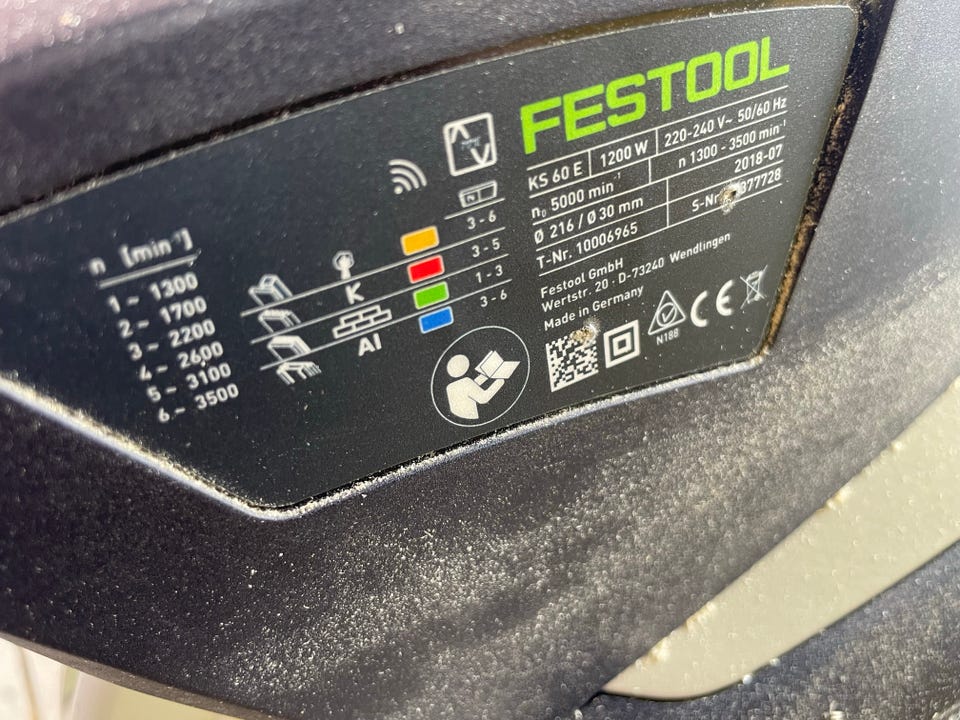 FESTOOL
KS 60 E 1200 W 220-240 V~ 50/60 Hz
n₀ 5000 min⁻¹ n 1300 - 3500 min⁻¹
Ø 216 / Ø 30 mm 2018-07
T-Nr. 10006965 S-Nr 377728
Festool GmbH
Wertstr. 20 · D-73240 Wendlingen
Made in Germany
N188
n [min⁻¹]
1 ~ 1300
2 ~ 1700
3 ~ 2200
4 ~ 2600
5 ~ 3100
6 ~ 3500
3 - 6
K 3 - 5
1 - 3
Al 3 - 6
CE